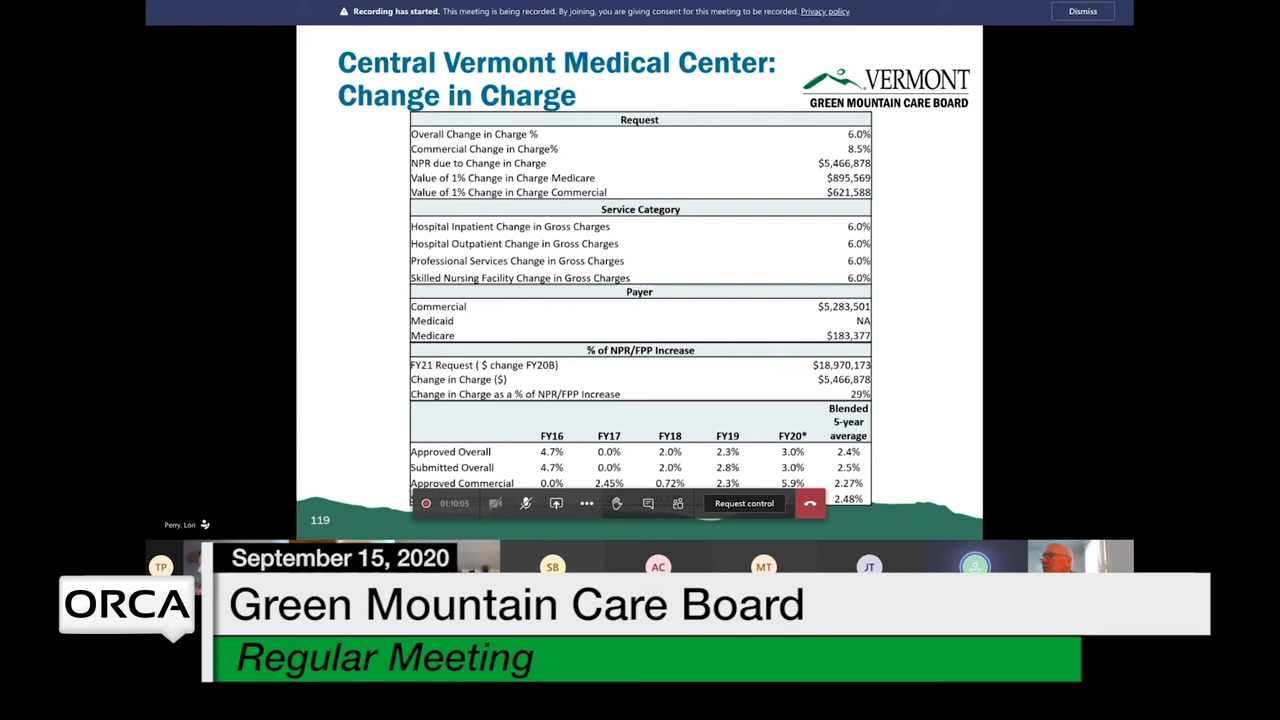 Recording has started. This meeting is being recorded. By joining, you are giving consent for this meeting to be recorded. Privacy policy Dismiss
Central Vermont Medical Center:
Change in Charge
VERMONT
GREEN MOUNTAIN CARE BOARD
Request
Overall Change in Charge % 6.0%
Commercial Change in Charge% 8.5%
NPR due to Change in Charge $5,466,878
Value of 1% Change in Charge Medicare $895,569
Value of 1% Change in Charge Commercial $621,588
Service Category
Hospital Inpatient Change in Gross Charges 6.0%
Hospital Outpatient Change in Gross Charges 6.0%
Professional Services Change in Gross Charges 6.0%
Skilled Nursing Facility Change in Gross Charges 6.0%
Payer
Commercial $5,283,501
Medicaid NA
Medicare $183,377
% of NPR/FPP Increase
FY21 Request ( $ change FY20B) $18,970,173
Change in Charge ($) $5,466,878
Change in Charge as a % of NPR/FPP Increase 29%
Blended
5-year
FY16 FY17 FY18 FY19 FY20* average
Approved Overall 4.7% 0.0% 2.0% 2.3% 3.0% 2.4%
Submitted Overall 4.7% 0.0% 2.0% 2.8% 3.0% 2.5%
Approved Commercial 0.0% 2.45% 0.72% 2.3% 5.9% 2.27%
2.48%
01:10:05 Request control
119
Perry, Lori
TP SB AC MT JT
September 15, 2020
ORCA
Green Mountain Care Board
Regular Meeting